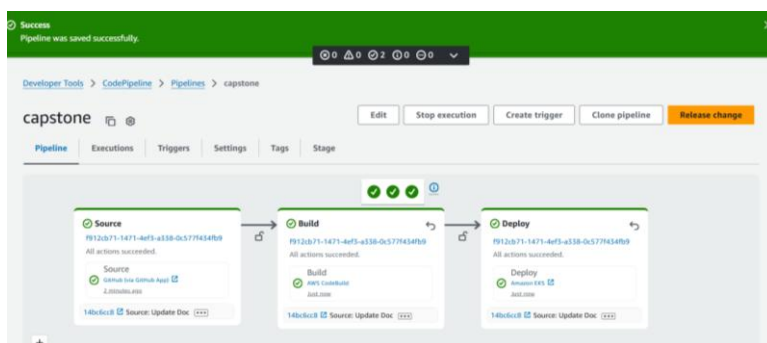 Success
Pipeline was saved successfully.
0 0 2 0 0
Developer Tools > CodePipeline > Pipelines > capstone
capstone
Edit Stop execution Create trigger Clone pipeline Release change
Pipeline Executions Triggers Settings Tags Stage
Source
f912cb71-1471-4ef3-a338-0c577f434fb9
All actions succeeded.
Source
GitHub (via GitHub App)
2 minutes ago
14bc6cc8 Source: Update Doc
Build
f912cb71-1471-4ef3-a338-0c577f434fb9
All actions succeeded.
Build
AWS CodeBuild
Just now
14bc6cc8 Source: Update Doc
Deploy
f912cb71-1471-4ef3-a338-0c577f434fb9
All actions succeeded.
Deploy
Amazon EKS
Just now
14bc6cc8 Source: Update Doc